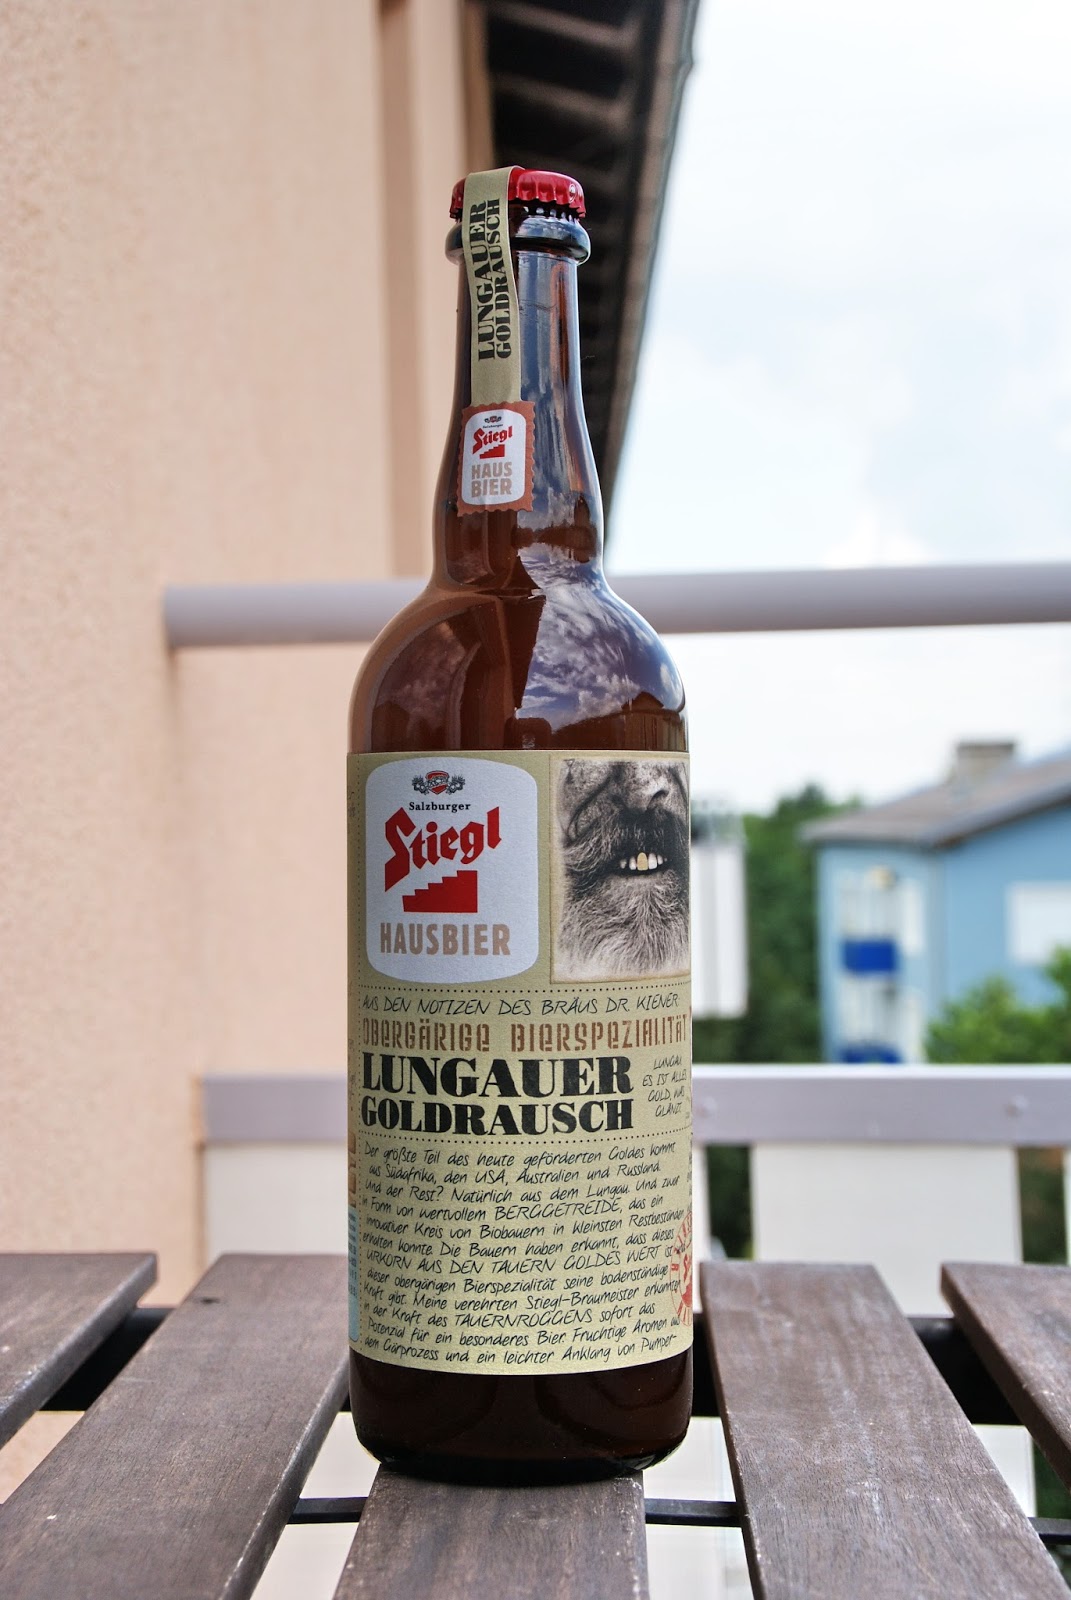 LUNGAUER
GOLDRAUSCH
Salzburger
Stiegl
HAUS
BIER
Salzburger
Stiegl
HAUSBIER
AUS DEN NOTIZEN DES BRÄUS DR. KIENER:
OBERGÄRIGE BIERSPEZIALITÄT
LUNGAUER
GOLDRAUSCH
LUNGAU.
ES IST ALLES
GOLD, WAS
GLÄNZT.
Der größte Teil des heute geförderten Goldes kommt
aus Südafrika, den USA, Australien und Russland.
Und der Rest? Natürlich aus dem Lungau. Und zwar
in Form von wertvollem BERGGETREIDE, das ein
innovativer Kreis von Biobauern in kleinsten Restbeständen
erhalten konnte. Die Bauern haben erkannt, dass dieses
URKORN AUS DEN TAUERN GOLDES WERT ist
dieser obergärigen Bierspezialität seine bodenständige
Kraft gibt. Meine verehrten Stiegl-Braumeister erkannten
in der Kraft des TAUERNROGGENS sofort das
Potenzial für ein besonderes Bier. Fruchtige Aromen aus
dem Gärprozess und ein leichter Anklang von Pumper-